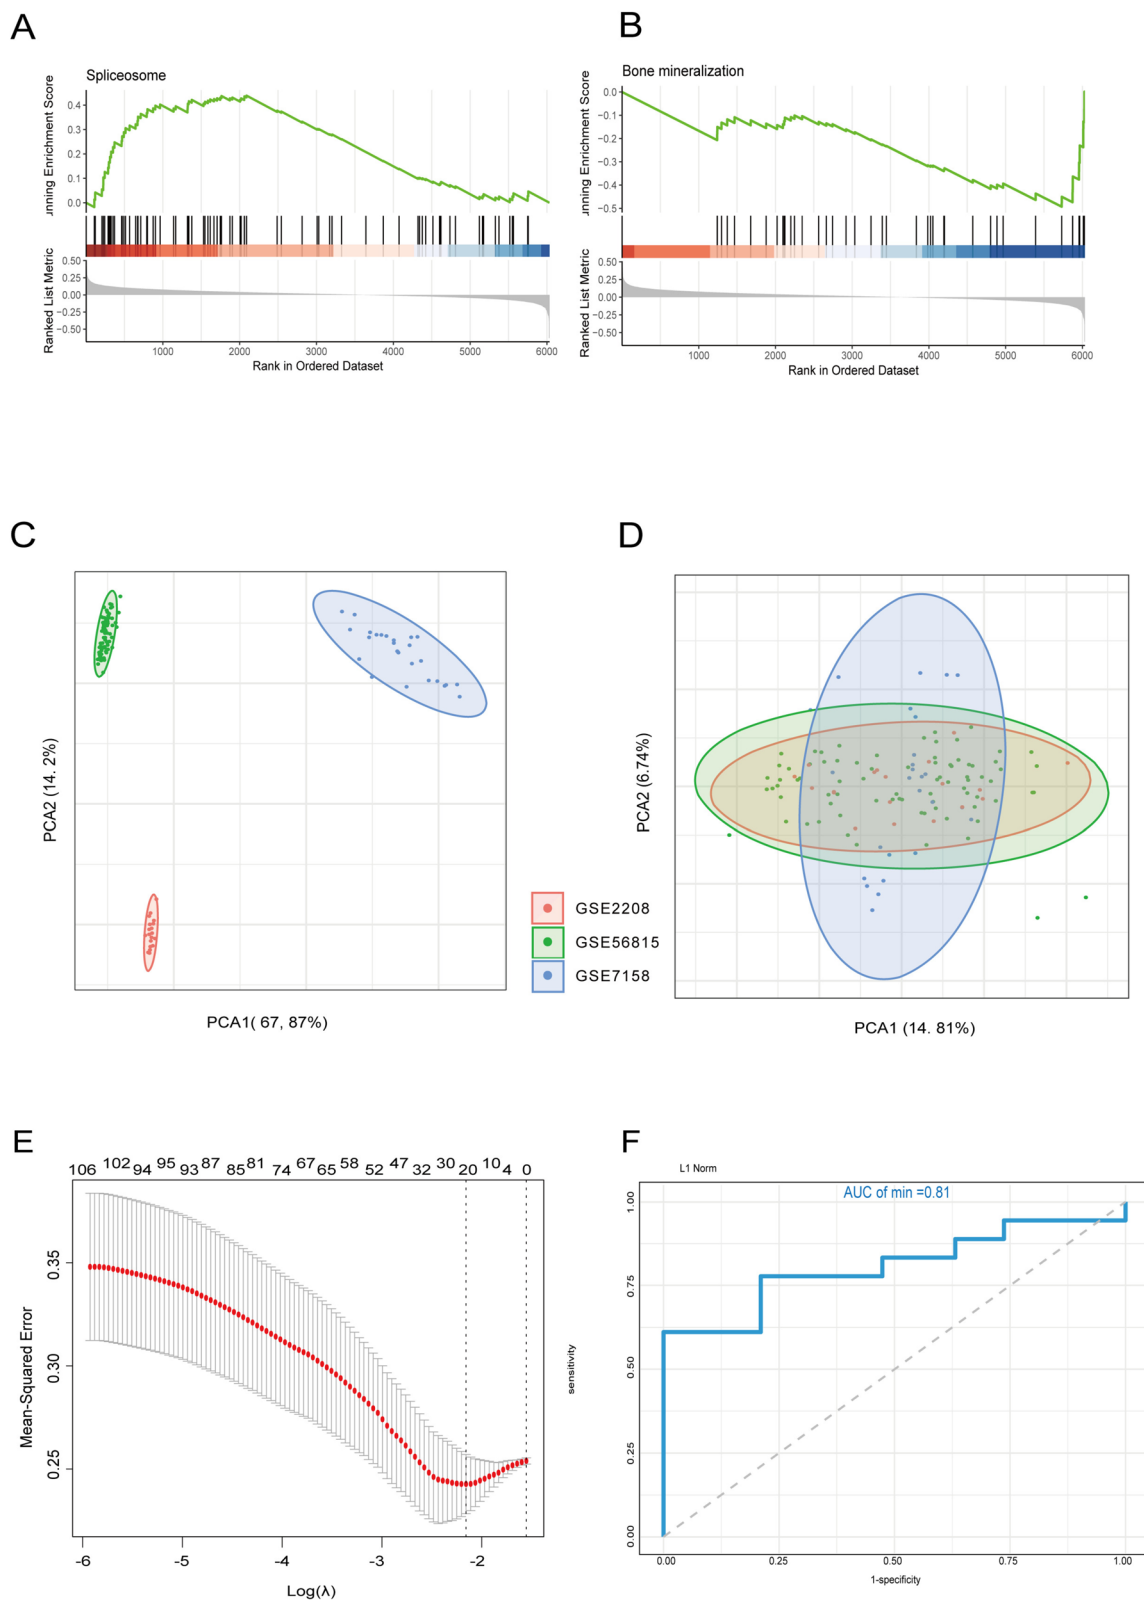 A
Spliceosome
unning Enrichment Score
0.4
0.3
0.2
0.1
0.0
Ranked List Metric
0.50
0.25
0.00
−0.25
−0.50
1000 2000 3000 4000 5000 6000
Rank in Ordered Dataset
B
Bone mineralization
unning Enrichment Score
0.0
−0.1
−0.2
−0.3
−0.4
−0.5
Ranked List Metric
0.50
0.25
0.00
−0.25
−0.50
1000 2000 3000 4000 5000 6000
Rank in Ordered Dataset
C
PCA2 (14. 2%)
PCA1( 67, 87%)
GSE2208
GSE56815
GSE7158
D
PCA2 (6.74%)
PCA1 (14. 81%)
E
106 102 94 95 93 87 85 81 74 67 65 58 52 47 32 30 20 10 4 0
Mean-Squared Error
0.35
0.30
0.25
-6 -5 -4 -3 -2
Log(λ)
F
L1 Norm
AUC of min =0.81
sensitivity
1.00
0.75
0.50
0.25
0.00
0.00 0.25 0.50 0.75 1.00
1-specificity